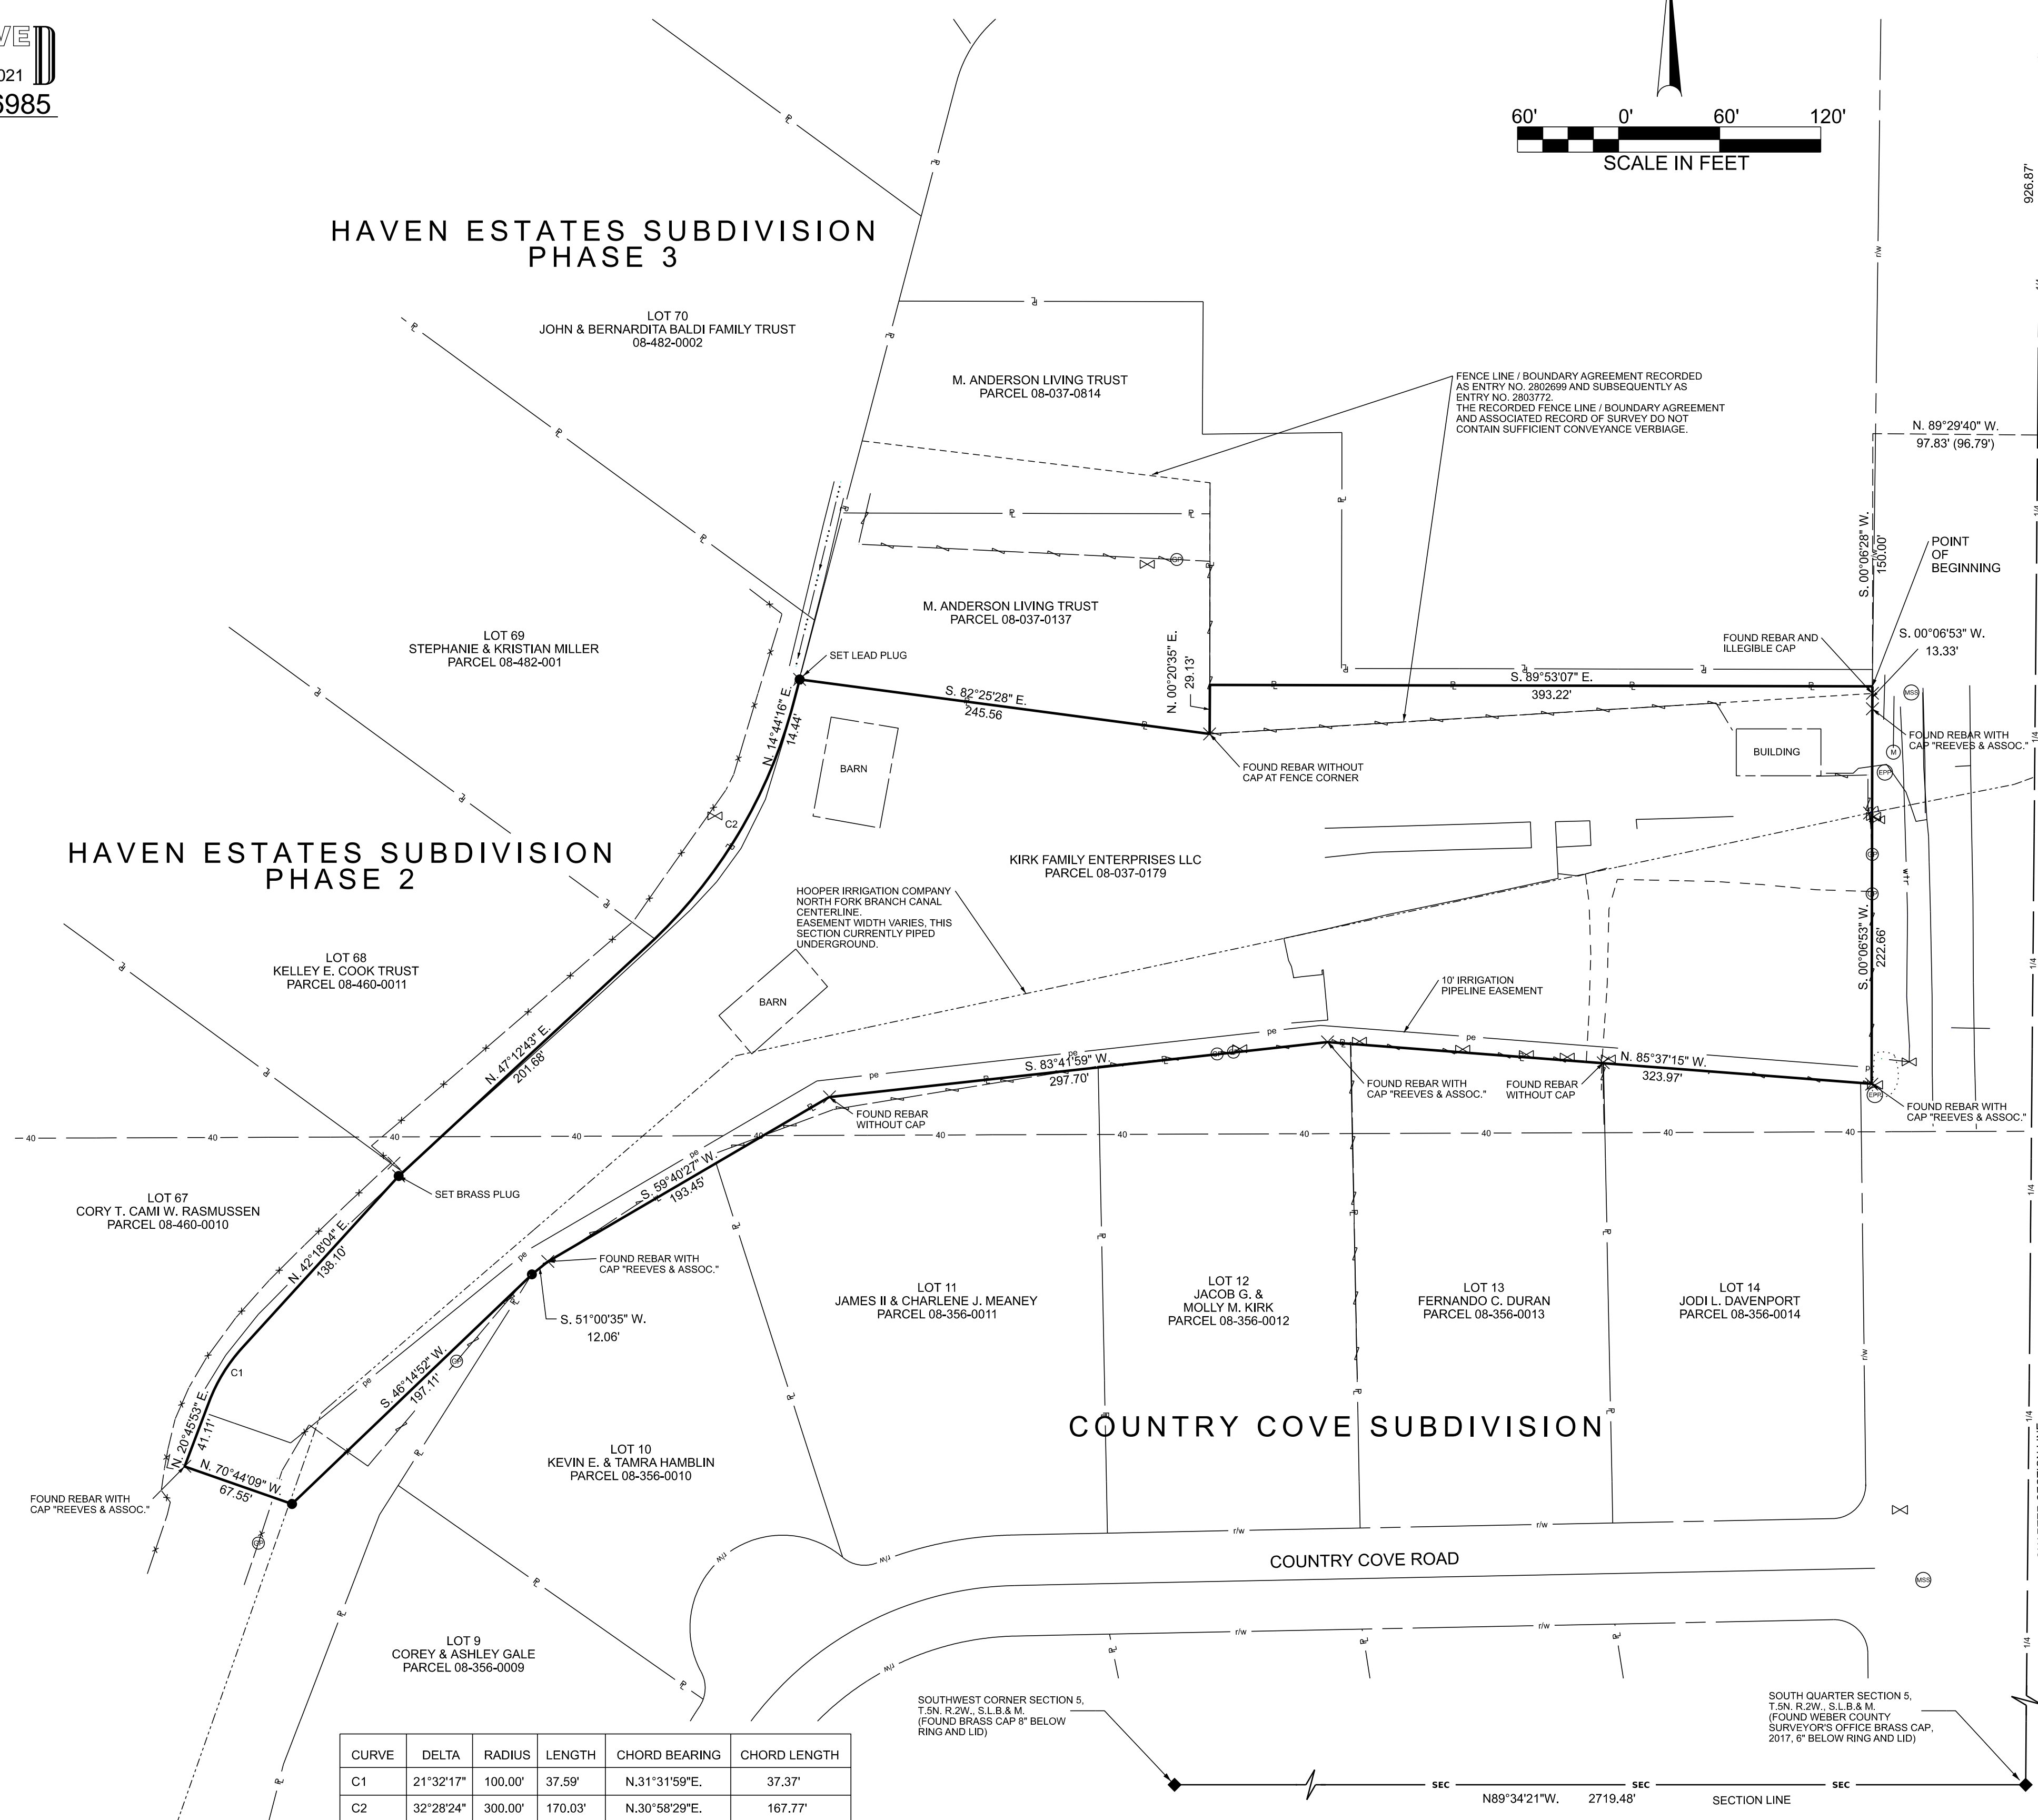 021
6985
60' 0' 60' 120'
SCALE IN FEET
926.87'
HAVEN ESTATES SUBDIVISION
PHASE 3
LOT 70
JOHN & BERNARDITA BALDI FAMILY TRUST
08-482-0002
M. ANDERSON LIVING TRUST
PARCEL 08-037-0814
FENCE LINE / BOUNDARY AGREEMENT RECORDED
AS ENTRY NO. 2802699 AND SUBSEQUENTLY AS
ENTRY NO. 2803772.
THE RECORDED FENCE LINE / BOUNDARY AGREEMENT
AND ASSOCIATED RECORD OF SURVEY DO NOT
CONTAIN SUFFICIENT CONVEYANCE VERBIAGE.
N. 89°29'40" W.
97.83' (96.79')
S. 00°06'28" W.
150.00'
POINT
OF
BEGINNING
M. ANDERSON LIVING TRUST
PARCEL 08-037-0137
LOT 69
STEPHANIE & KRISTIAN MILLER
PARCEL 08-482-001
SET LEAD PLUG
N. 00°20'35" E.
29.13'
FOUND REBAR AND
ILLEGIBLE CAP
S. 00°06'53" W.
13.33'
S. 82°25'28" E.
245.56
S. 89°53'07" E.
393.22'
N. 14°44'16" E.
14.44'
MSS
FOUND REBAR WITH
CAP "REEVES & ASSOC."
BUILDING
M
EPP
BARN
FOUND REBAR WITHOUT
CAP AT FENCE CORNER
C2
HAVEN ESTATES SUBDIVISION
PHASE 2
KIRK FAMILY ENTERPRISES LLC
PARCEL 08-037-0179
HOOPER IRRIGATION COMPANY
NORTH FORK BRANCH CANAL
CENTERLINE.
EASEMENT WIDTH VARIES, THIS
SECTION CURRENTLY PIPED
UNDERGROUND.
wtr
S. 00°06'53" W.
222.66'
LOT 68
KELLEY E. COOK TRUST
PARCEL 08-460-0011
BARN
10' IRRIGATION
PIPELINE EASEMENT
N. 47°12'43" E.
201.68'
S. 83°41'59" W.
297.70'
N. 85°37'15" W.
323.97'
FOUND REBAR WITH
CAP "REEVES & ASSOC."
FOUND REBAR
WITHOUT CAP
FOUND REBAR WITH
CAP "REEVES & ASSOC."
FOUND REBAR
WITHOUT CAP
40 40 40 40 40 40 40 40 40 40 40
S. 59°40'27" W.
193.45'
SET BRASS PLUG
LOT 67
CORY T. CAMI W. RASMUSSEN
PARCEL 08-460-0010
N. 42°18'04" E.
138.10'
FOUND REBAR WITH
CAP "REEVES & ASSOC."
S. 51°00'35" W.
12.06'
LOT 11
JAMES II & CHARLENE J. MEANEY
PARCEL 08-356-0011
LOT 12
JACOB G. &
MOLLY M. KIRK
PARCEL 08-356-0012
LOT 13
FERNANDO C. DURAN
PARCEL 08-356-0013
LOT 14
JODI L. DAVENPORT
PARCEL 08-356-0014
C1
S. 46°14'52" W.
197.11'
N. 20°45'53" E.
41.11'
COUNTRY COVE SUBDIVISION
LOT 10
KEVIN E. & TAMRA HAMBLIN
PARCEL 08-356-0010
N. 70°44'09" W.
67.55'
FOUND REBAR WITH
CAP "REEVES & ASSOC."
COUNTRY COVE ROAD
MSS
LOT 9
COREY & ASHLEY GALE
PARCEL 08-356-0009
SOUTHWEST CORNER SECTION 5,
T.5N. R.2W., S.L.B.& M.
(FOUND BRASS CAP 8" BELOW
RING AND LID)
SOUTH QUARTER SECTION 5,
T.5N. R.2W., S.L.B.& M.
(FOUND WEBER COUNTY
SURVEYOR'S OFFICE BRASS CAP,
2017, 6" BELOW RING AND LID)
CURVE DELTA RADIUS LENGTH CHORD BEARING CHORD LENGTH
C1 21°32'17" 100.00' 37.59' N.31°31'59"E. 37.37'
C2 32°28'24" 300.00' 170.03' N.30°58'29"E. 167.77'
SEC SEC SEC
N89°34'21"W. 2719.48' SECTION LINE